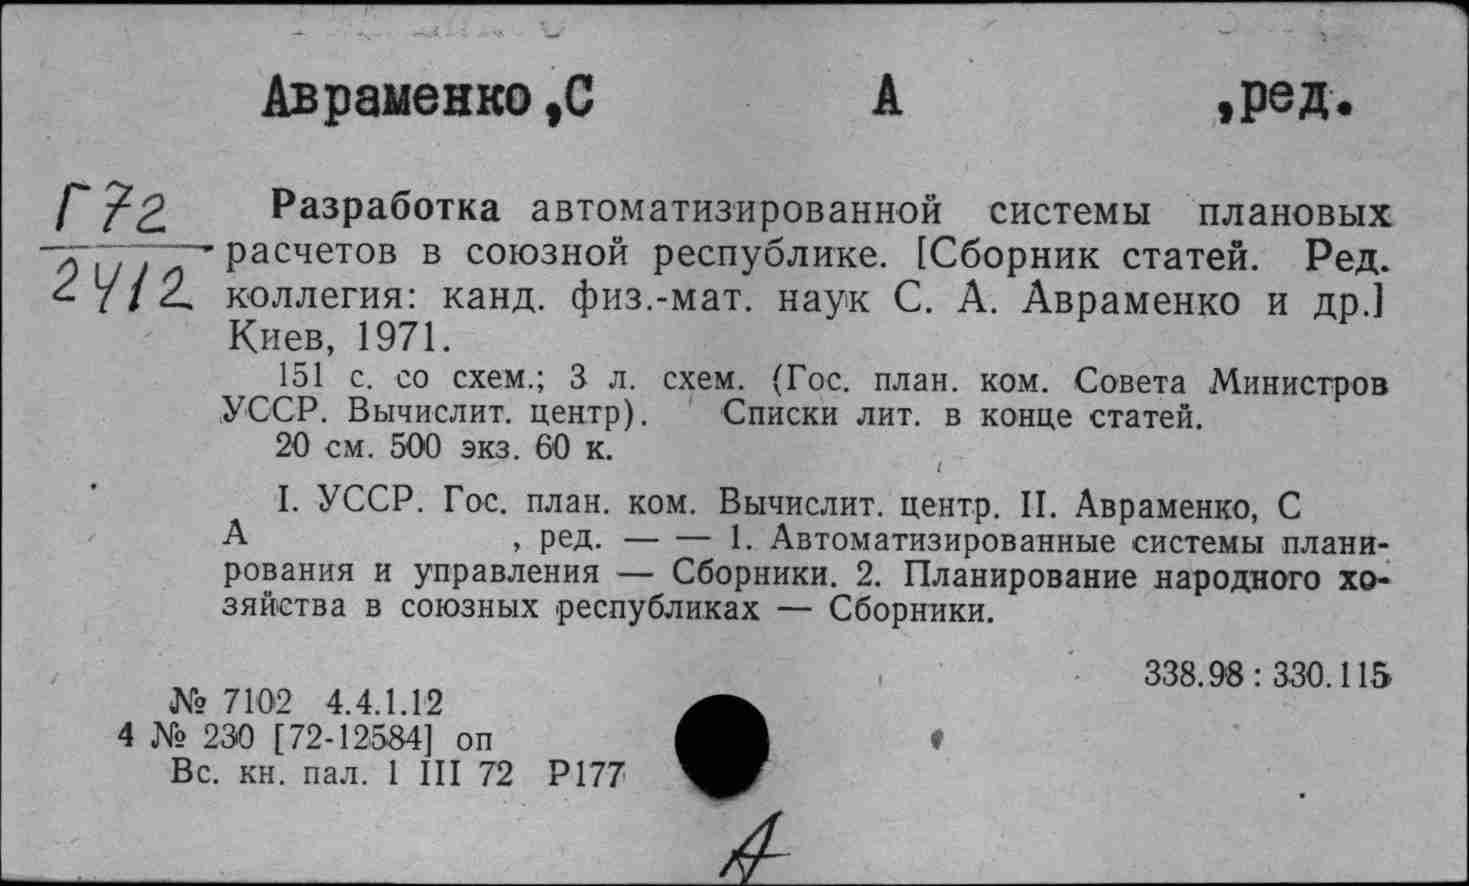 Авраменко,С А ,ред.
Г72
2412
Разработка автоматизированной системы плановых
расчетов в союзной республике. [Сборник статей. Ред.
коллегия: канд. физ.-мат. наук С. А. Авраменко и др.]
Киев, 1971.
151 с. со схем.; 3 л. схем. (Гос. план. ком. Совета Министров
УССР. Вычислит. центр). Списки лит. в конце статей.
20 см. 500 экз. 60 к.
I. УССР. Гос. план. ком. Вычислит. центр. II. Авраменко, С
А , ред. — — 1. Автоматизированные системы плани-
рования и управления — Сборники. 2. Планирование народного хо-
зяйства в союзных республиках — Сборники.
338.98 : 330.115
№ 7102 4.4.1.12
4 № 230 [72-12584] оп
Вс. кн. пал. 1 III 72 Р177
А